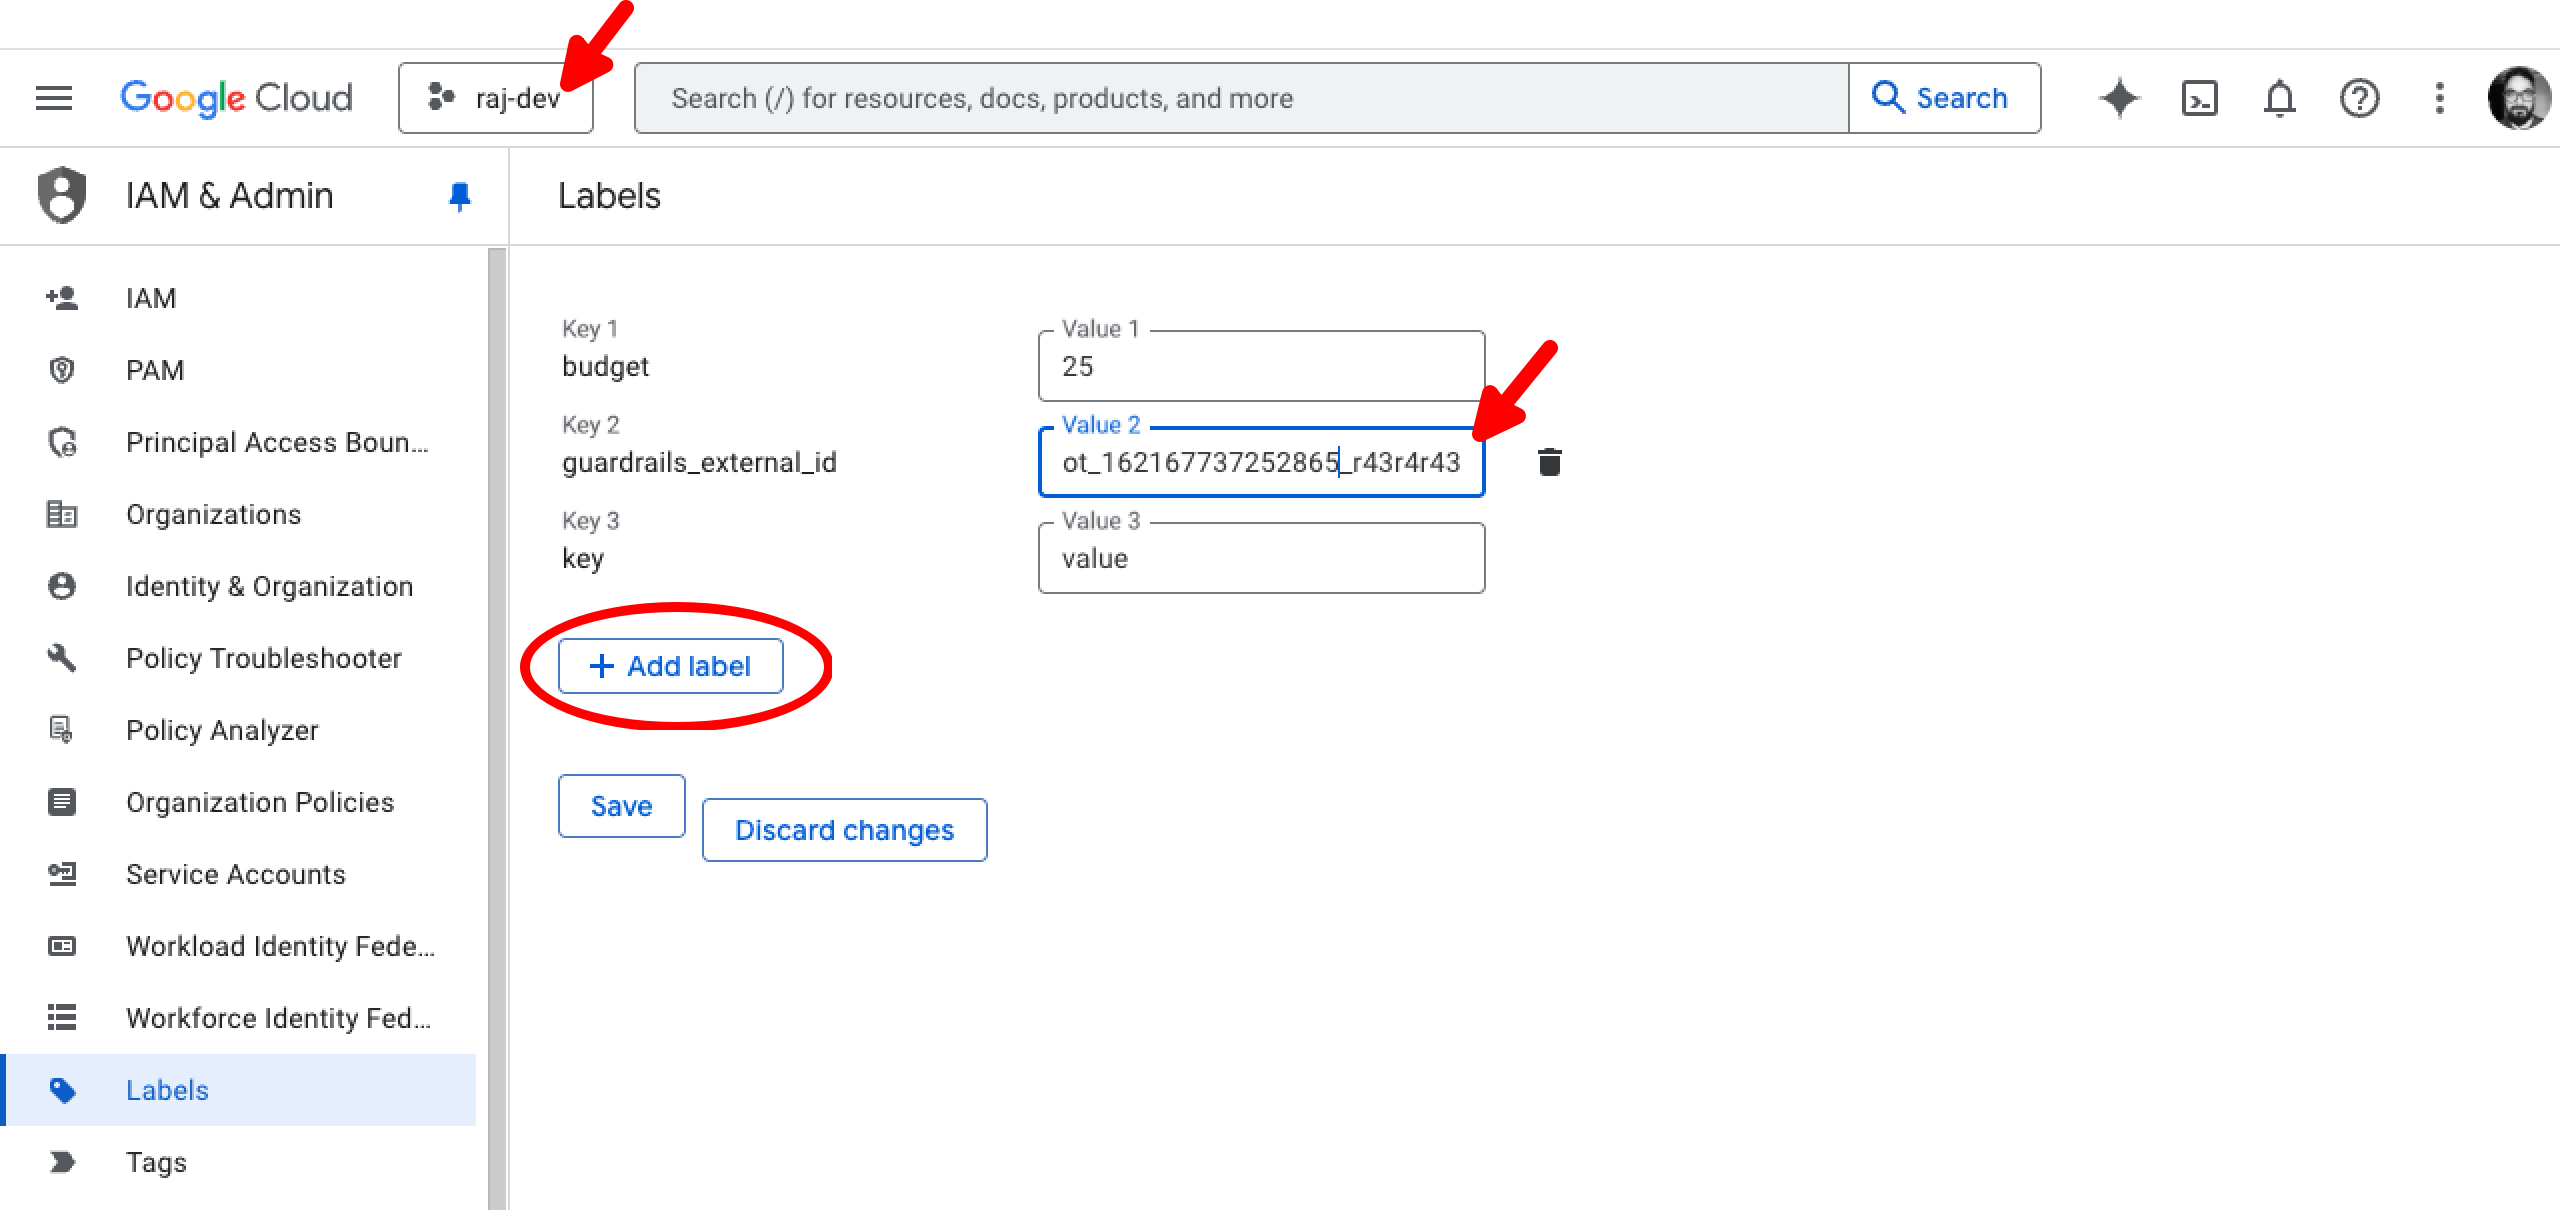 Google Cloud
raj-dev
Search (/) for resources, docs, products, and more
Search
IAM & Admin
Labels
IAM
PAM
Principal Access Boun...
Organizations
Identity & Organization
Policy Troubleshooter
Policy Analyzer
Organization Policies
Service Accounts
Workload Identity Fede...
Workforce Identity Fed...
Labels
Tags
Key 1
budget
Value 1
25
Key 2
guardrails_external_id
Value 2
ot_162167737252865_r43r4r43
Key 3
key
Value 3
value
+ Add label
Save
Discard changes